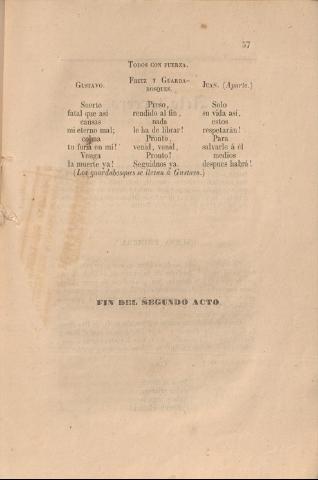 57
TODOS CON FUERZA.
GUSTAVO.
Suerte
fatal que así
causas
mi eterno mal;
colma
tu furia en mí!
Venga
la muerte ya!
FRITZ Y GUARDA-
BOSQUES.
Preso,
rendido al fin,
nada
le ha de librar!
Pronto,
venid, venid,
Pronto!
Seguidnos ya.
JUAN. (Aparte.)
Solo
su vida así,
estos
respetarán!
Para
salvarle á él
medios
despues habrá!
(Los guardabosques se llevan á Gustavo.)
FIN DEL SEGUNDO ACTO